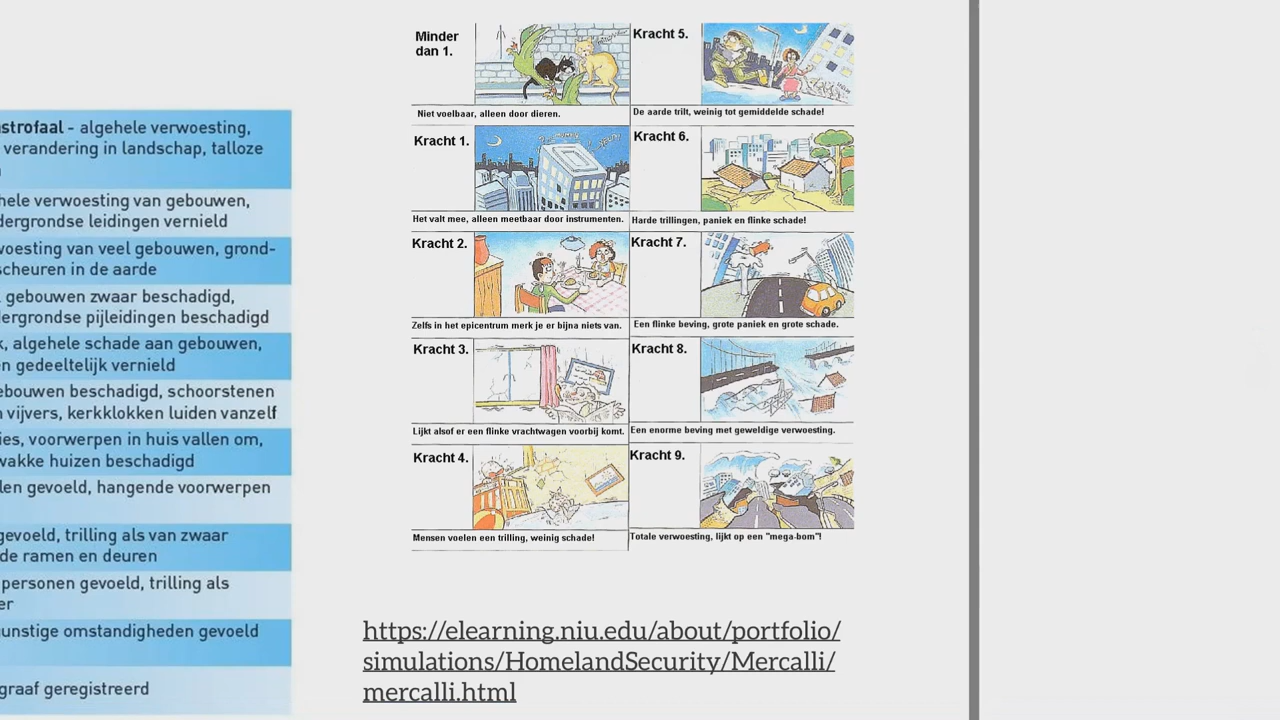 strofaal - algehele verwoesting,
verandering in landschap, talloze
hele verwoesting van gebouwen,
dergrondse leidingen vernield
woesting van veel gebouwen, grond-
scheuren in de aarde
gebouwen zwaar beschadigd,
ergrondse pijleidingen beschadigd
k, algehele schade aan gebouwen,
n gedeeltelijk vernield
ebouwen beschadigd, schoorstenen
n vijvers, kerkklokken luiden vanzelf
ies, voorwerpen in huis vallen om,
wakke huizen beschadigd
len gevoeld, hangende voorwerpen
gevoeld, trilling als van zwaar
de ramen en deuren
personen gevoeld, trilling als
er
unstige omstandigheden gevoeld
graaf geregistreerd
Minder
dan 1.
Niet voelbaar, alleen door dieren.
Kracht 1.
Het valt mee, alleen meetbaar door instrumenten.
Kracht 2.
Zelfs in het epicentrum merk je er bijna niets van.
Kracht 3.
Lijkt alsof er een flinke vrachtwagen voorbij komt.
Kracht 4.
Mensen voelen een trilling, weinig schade!
Kracht 5.
De aarde trilt, weinig tot gemiddelde schade!
Kracht 6.
Harde trillingen, paniek en flinke schade!
Kracht 7.
Een flinke beving, grote paniek en grote schade.
Kracht 8.
Een enorme beving met geweldige verwoesting.
Kracht 9.
Totale verwoesting, lijkt op een "mega-bom"!
https://elearning.niu.edu/about/portfolio/
simulations/HomelandSecurity/Mercalli/
mercalli.html